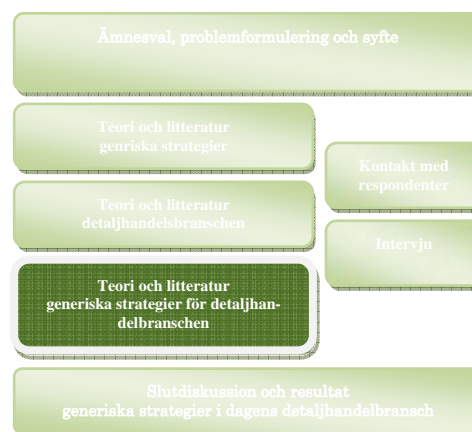 Ämnesval, problemformulering och syfte
Teori och litteratur
genriska strategier
Kontakt med
respondenter
Teori och litteratur
detaljhandelsbranschen
Intervju
Teori och litteratur
generiska strategier för detaljhan-
delbranschen
Slutdiskussion och resultat
generiska strategier i dagens detaljhandelbransch